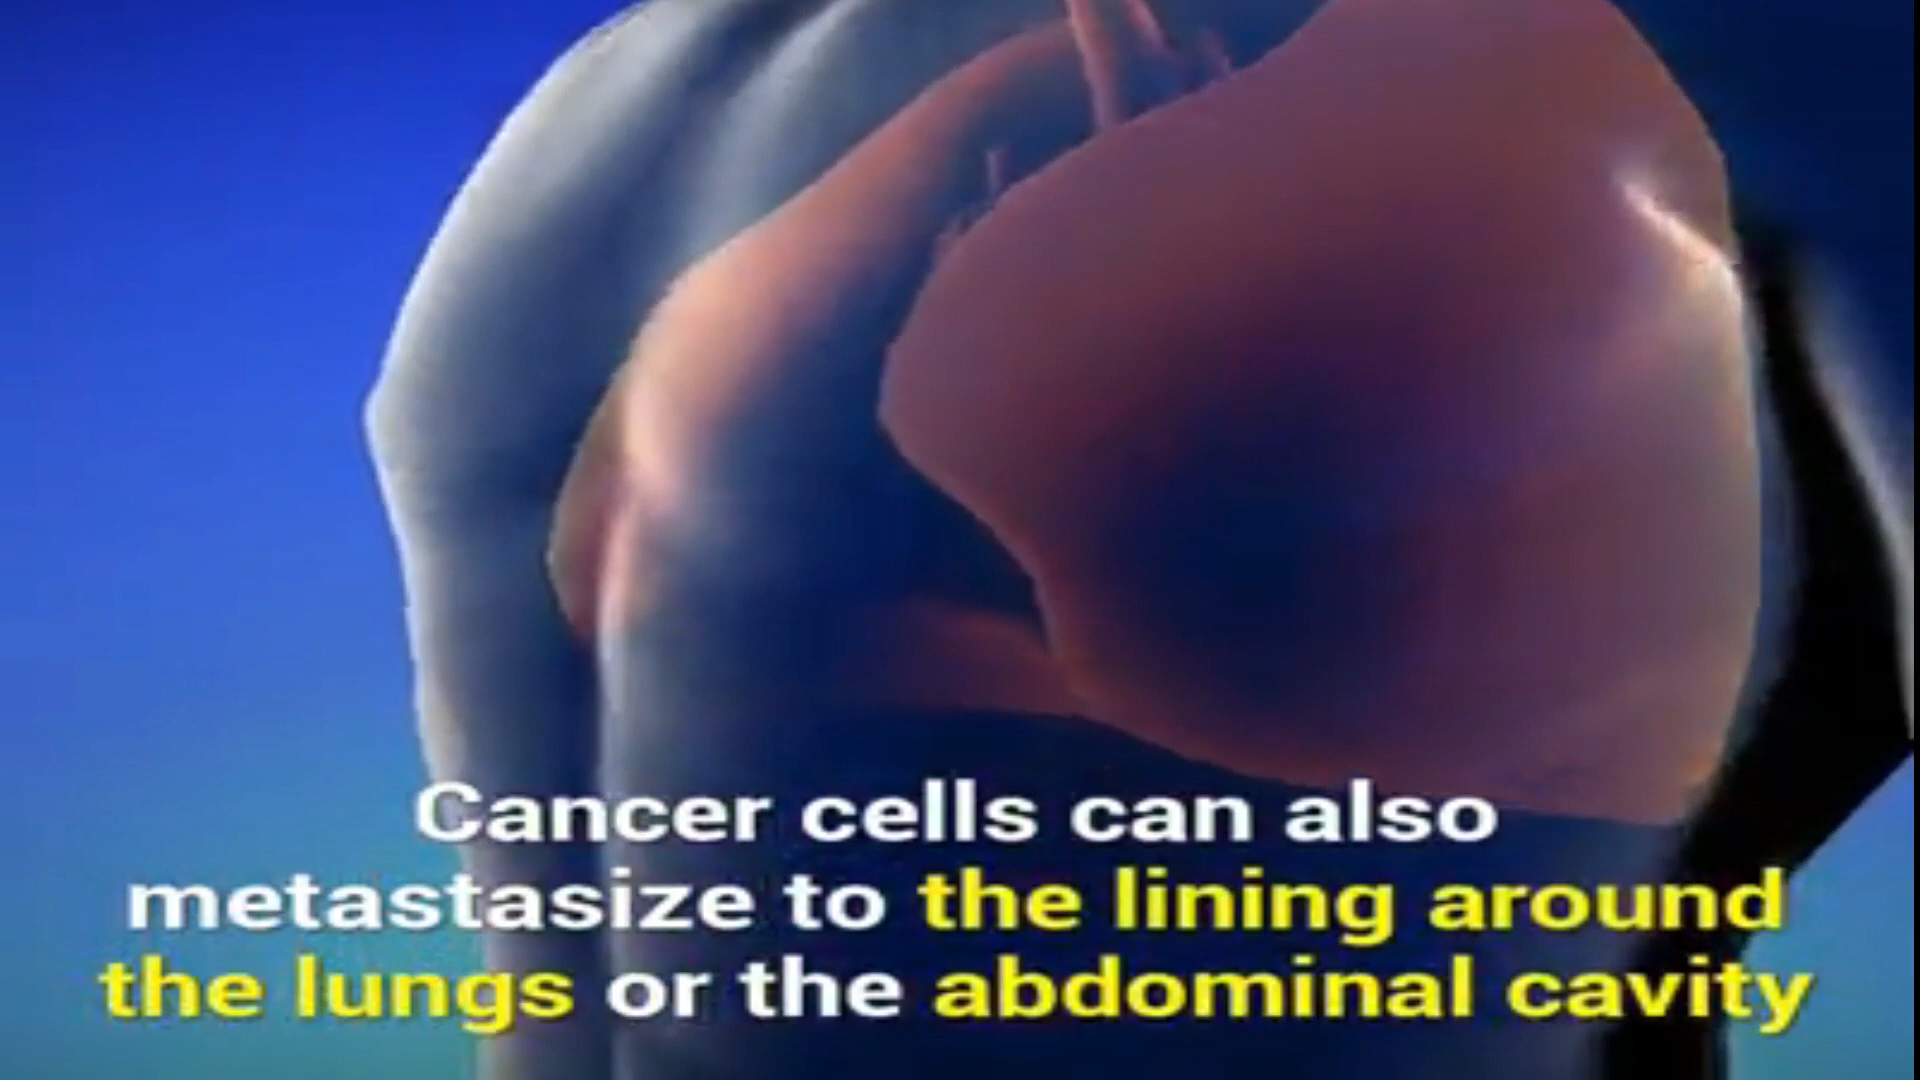 Cancer cells can also
metastasize to the lining around
the lungs or the abdominal cavity